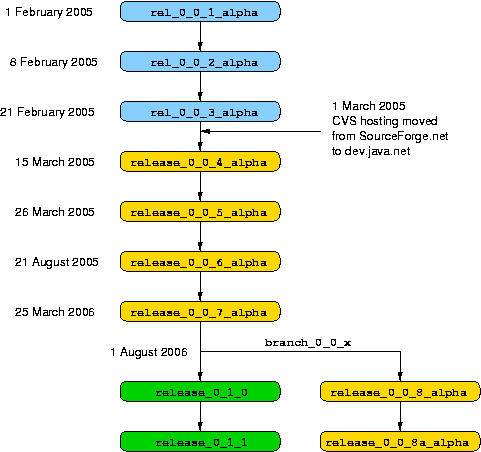 1 February 2005
rel_0_0_1_alpha
8 February 2005
rel_0_0_2_alpha
21 February 2005
rel_0_0_3_alpha
1 March 2005
CVS hosting moved
from SourceForge.net
to dev.java.net
15 March 2005
release_0_0_4_alpha
26 March 2005
release_0_0_5_alpha
21 August 2005
release_0_0_6_alpha
25 March 2006
release_0_0_7_alpha
1 August 2006
branch_0_0_x
release_0_1_0
release_0_0_8_alpha
release_0_1_1
release_0_0_8a_alpha